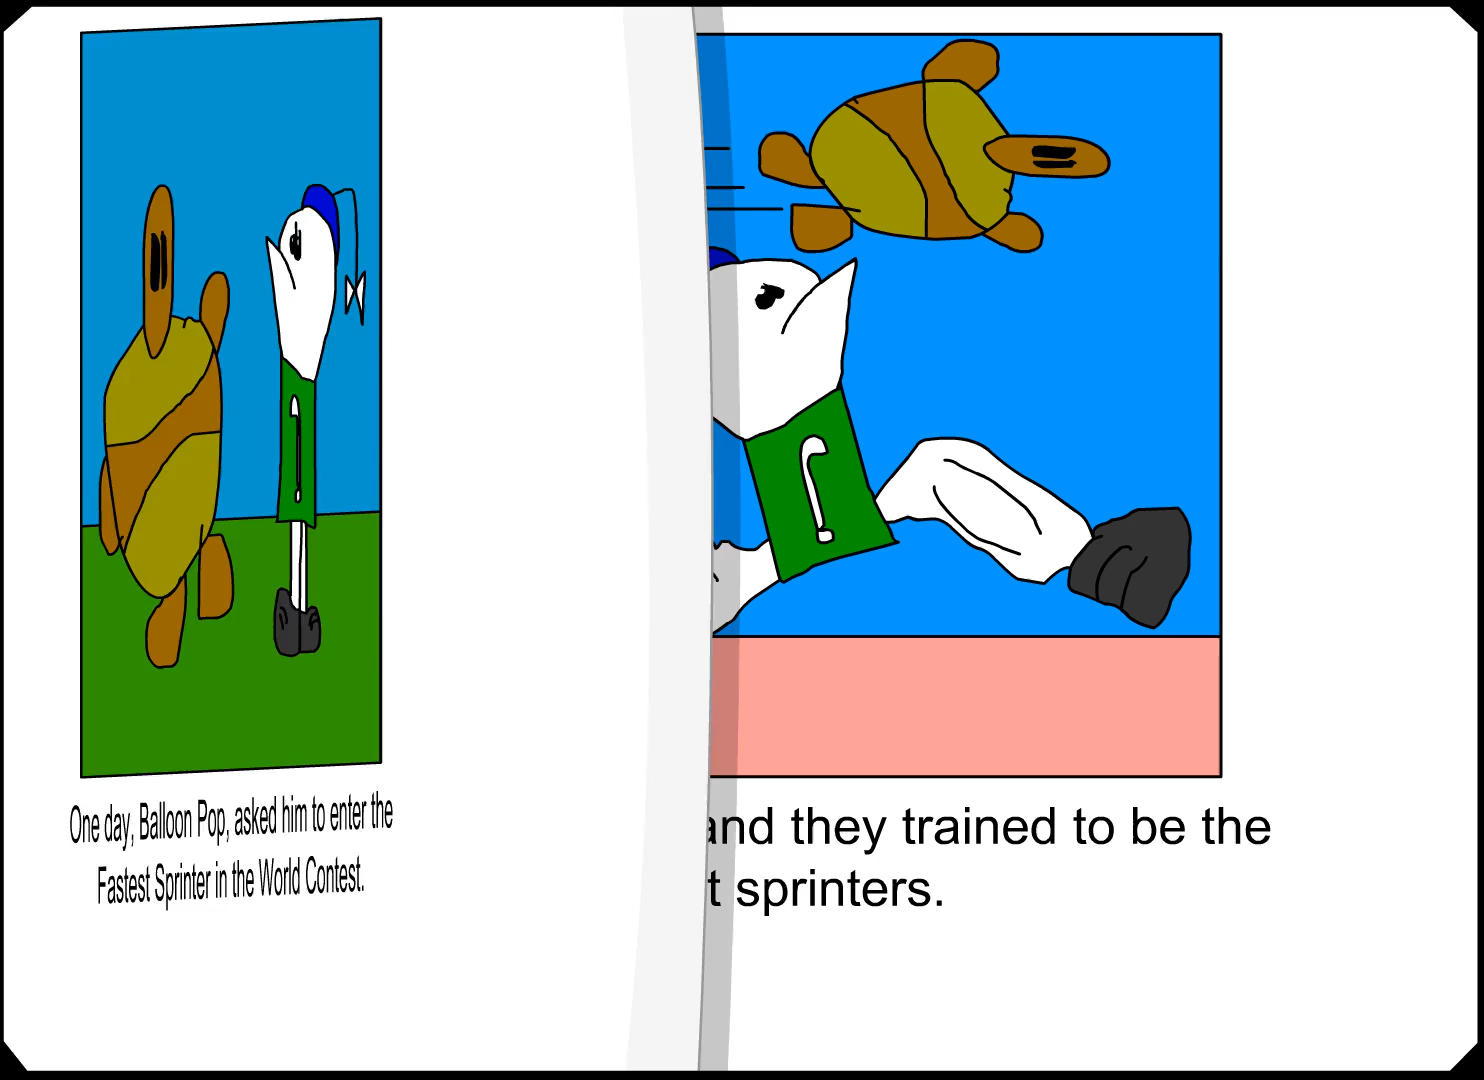 One day, Balloon Pop, asked him to enter the
Fastest Sprinter in the World Contest.
and they trained to be the
t sprinters.